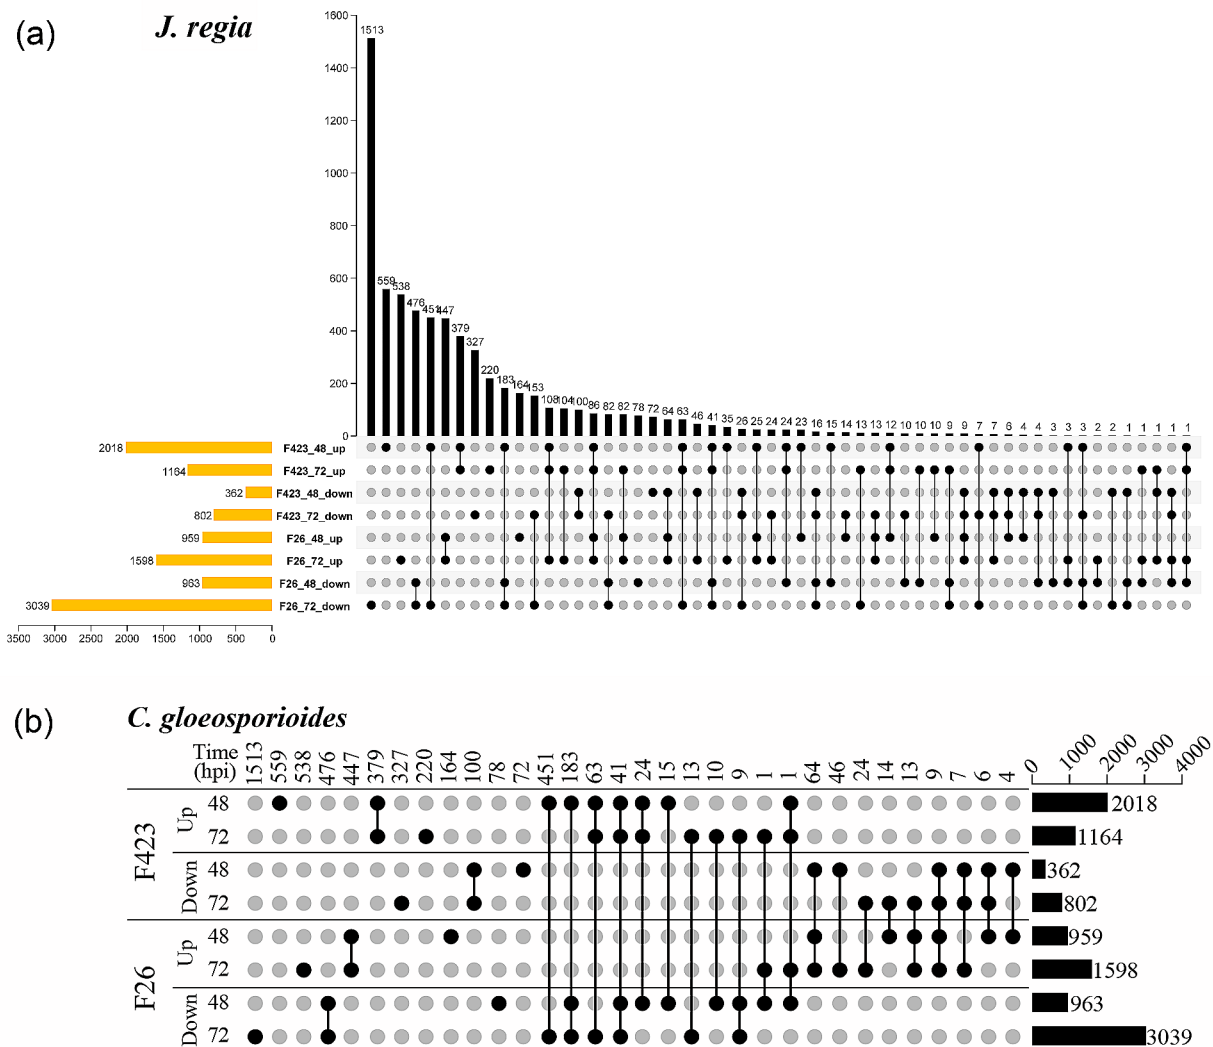 (a)
J. regia
1600
1400
1200
1000
800
600
400
200
0
1513 559 538 476 451 447 379 327 220 183 164 153 108 104 100 86 82 82 78 72 64 63 46 41 35 26 25 24 24 23 16 15 14 13 13 12 10 10 10 9 9 7 7 6 4 4 3 3 3 2 2 1 1 1 1 1
2018 F423_48_up
1164 F423_72_up
362 F423_48_down
802 F423_72_down
959 F26_48_up
1598 F26_72_up
963 F26_48_down
3039 F26_72_down
3500 3000 2500 2000 1500 1000 500 0
(b)
C. gloeosporioides
Time
(hpi)
1513 559 538 476 447 379 327 220 164 100 78 72 451 183 63 41 24 15 13 10 9 1 1 64 46 24 14 13 9 7 6 4
0 1000 2000 3000 4000
F423
Up
48 2018
72 1164
Down
48 362
72 802
F26
Up
48 959
72 1598
Down
48 963
72 3039